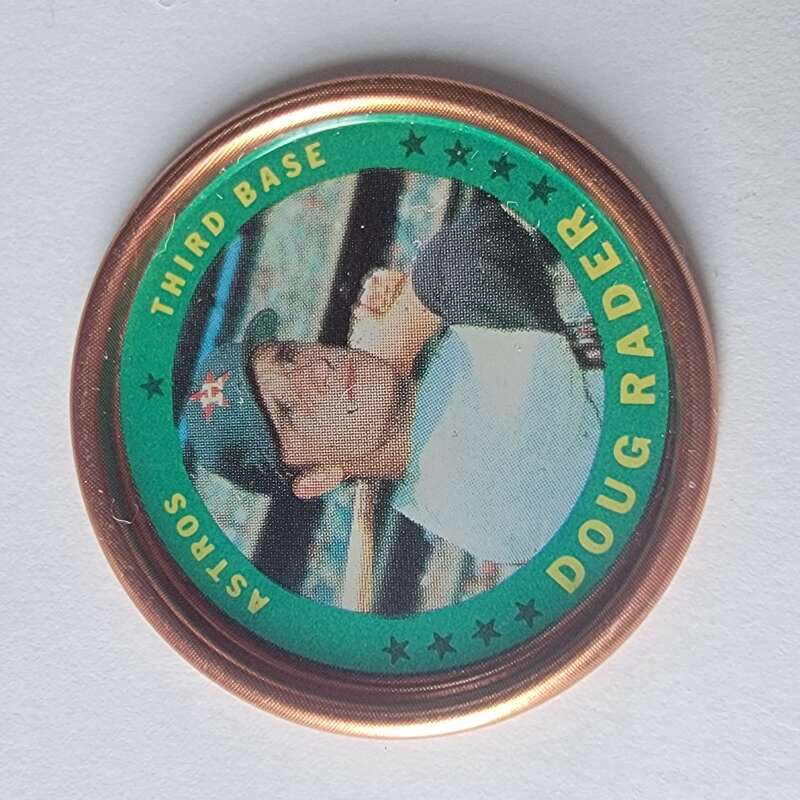 ASTROS
THIRD BASE
H
DOUG RADER